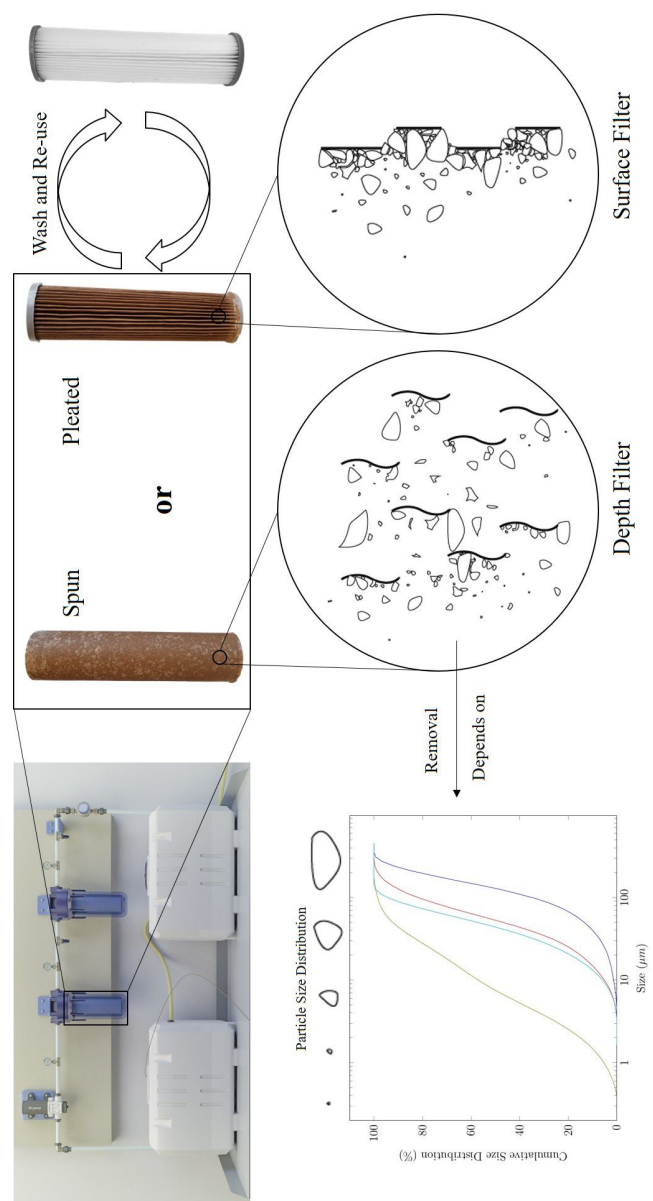 Spun
or
Pleated
Wash and Re-use
Particle Size Distribution
Cumulative Size Distribution (%)
100
80
60
40
20
0
1
10
100
Size (μm)
Removal
Depends on
Depth Filter
Surface Filter